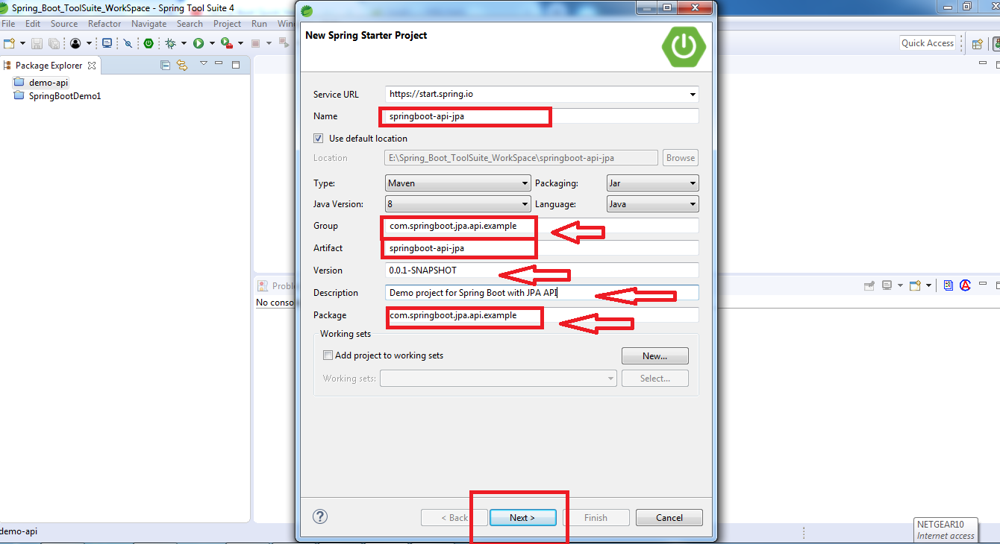 Spring_Boot_ToolSuite_WorkSpace - Spring Tool Suite 4
File Edit Source Refactor Navigate Search Project Run
Quick Access
Package Explorer
demo-api
SpringBootDemo1
New Spring Starter Project
Service URL https://start.spring.io
Name springboot-api-jpa
Use default location
Location E:\Spring_Boot_ToolSuite_WorkSpace\springboot-api-jpa Browse
Type: Maven Packaging: Jar
Java Version: 8 Language: Java
Group com.springboot.jpa.api.example
Artifact springboot-api-jpa
Version 0.0.1-SNAPSHOT
Description Demo project for Spring Boot with JPA API
Package com.springboot.jpa.api.example
Working sets
Add project to working sets New...
Working sets: Select...
No conso
? < Back Next > Finish Cancel
demo-api
NETGEAR10
Internet access